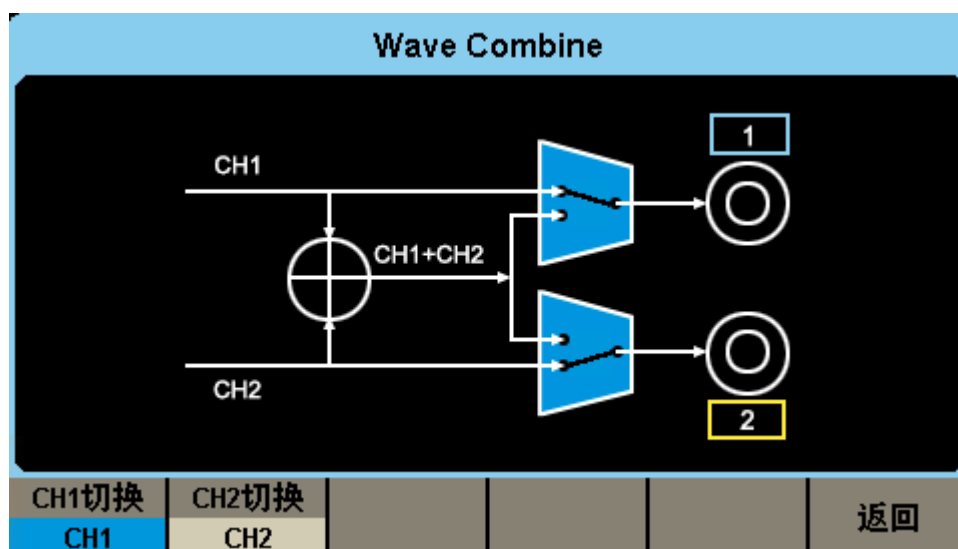 Wave Combine
1
CH1
CH1+CH2
CH2
2
CH1切换 CH2切换 返回
CH1 CH2